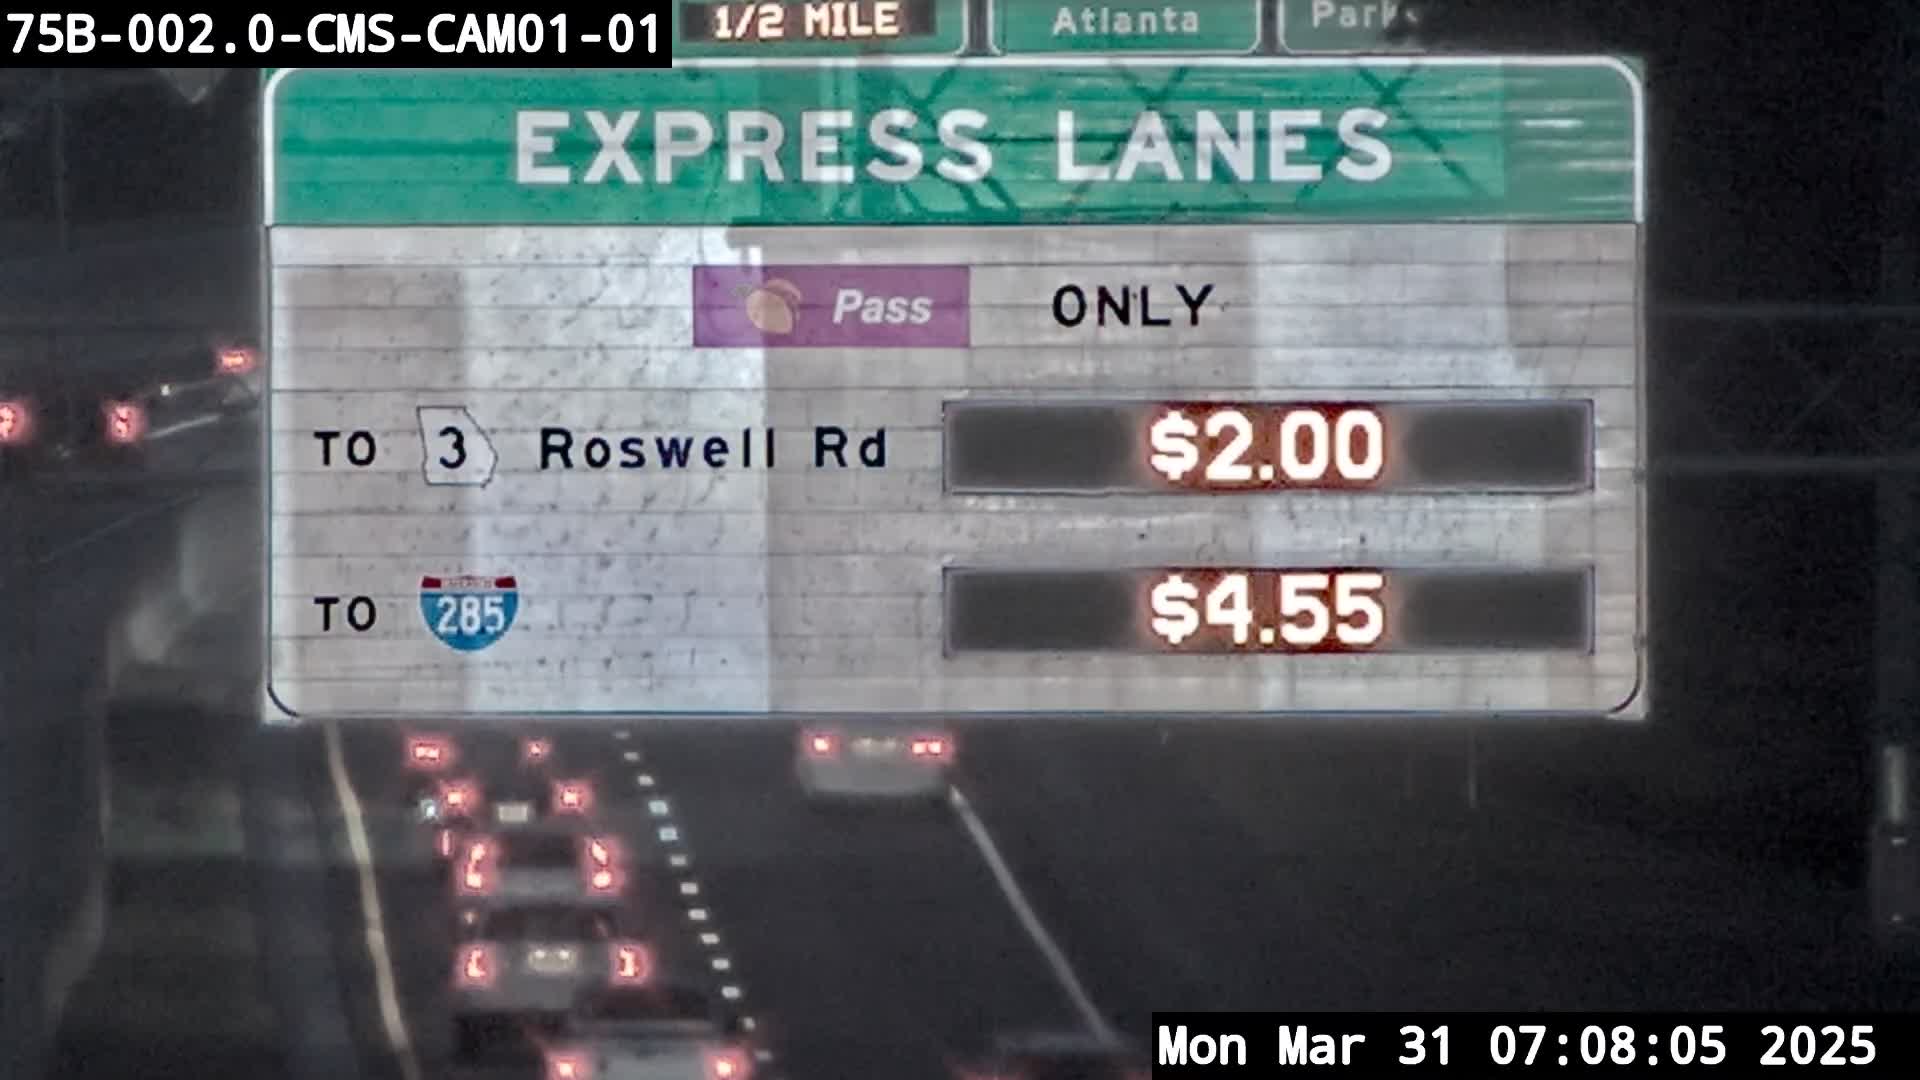 75B-002.0-CMS-CAM01-01
1/2 MILE
Atlanta
Park
EXPRESS LANES
Pass ONLY
TO 3 Roswell Rd $2.00
TO 285 $4.55
Mon Mar 31 07:08:05 2025